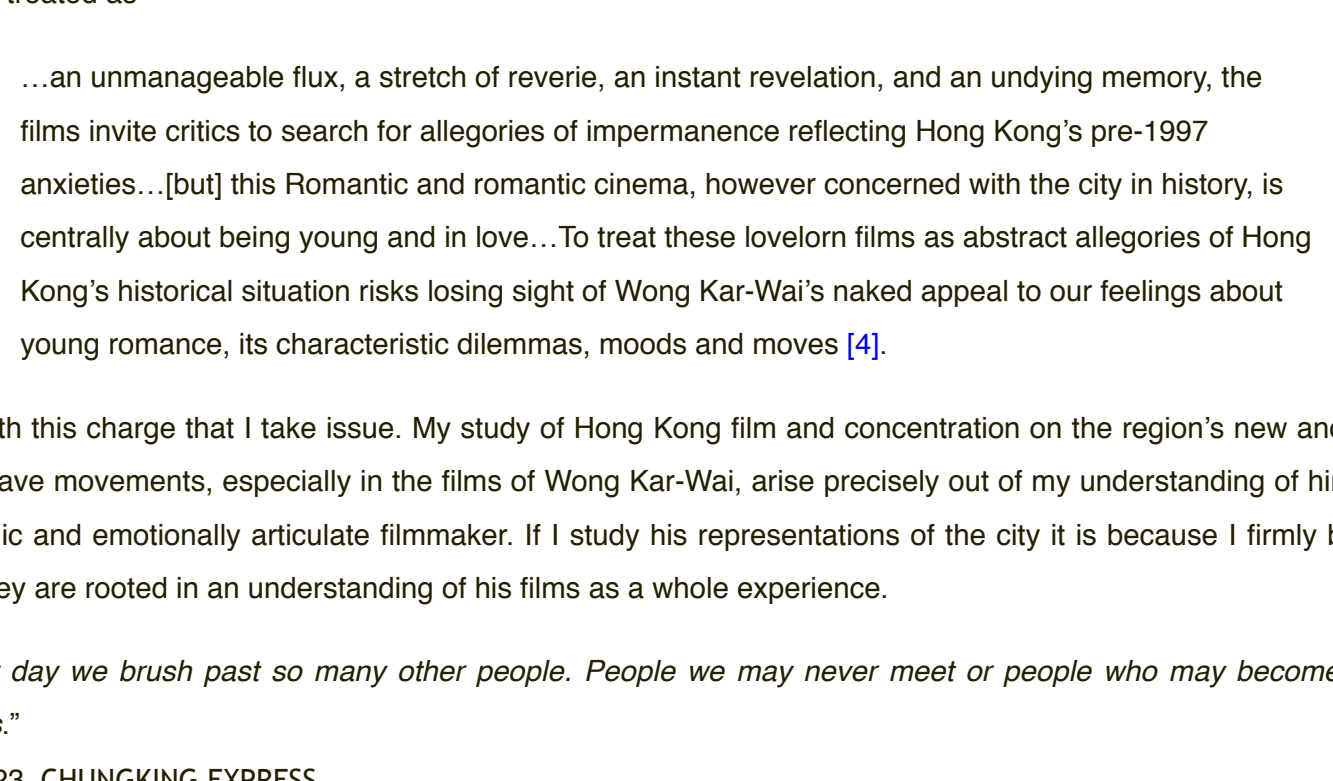 treated as
…an unmanageable flux, a stretch of reverie, an instant revelation, and an undying memory, the
films invite critics to search for allegories of impermanence reflecting Hong Kong’s pre-1997
anxieties…[but] this Romantic and romantic cinema, however concerned with the city in history, is
centrally about being young and in love…To treat these lovelorn films as abstract allegories of Hong
Kong’s historical situation risks losing sight of Wong Kar-Wai’s naked appeal to our feelings about
young romance, its characteristic dilemmas, moods and moves [4].
th this charge that I take issue. My study of Hong Kong film and concentration on the region’s new and
ave movements, especially in the films of Wong Kar-Wai, arise precisely out of my understanding of hi
ic and emotionally articulate filmmaker. If I study his representations of the city it is because I firmly b
ey are rooted in an understanding of his films as a whole experience.
day we brush past so many other people. People we may never meet or people who may become
s.”
23, CHUNGKING EXPRESS